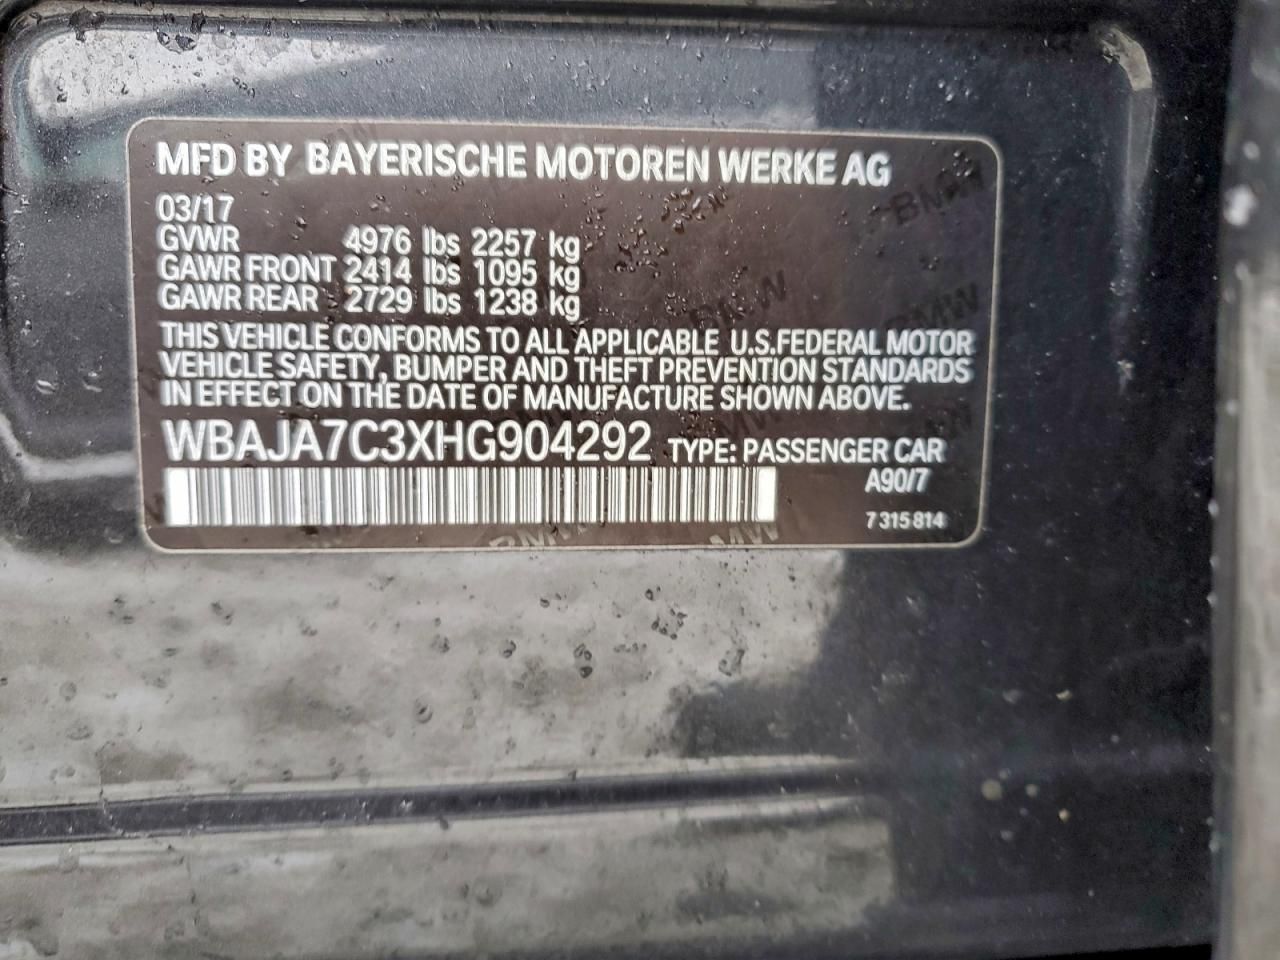 MFD BY BAYERISCHE MOTOREN WERKE AG
03/17
GVWR 4976 lbs 2257 kg
GAWR FRONT 2414 lbs 1095 kg
GAWR REAR 2729 lbs 1238 kg
THIS VEHICLE CONFORMS TO ALL APPLICABLE U.S.FEDERAL MOTOR
VEHICLE SAFETY, BUMPER AND THEFT PREVENTION STANDARDS
IN EFFECT ON THE DATE OF MANUFACTURE SHOWN ABOVE.
WBAJA7C3XHG904292 TYPE: PASSENGER CAR
A90/7
7 315 814